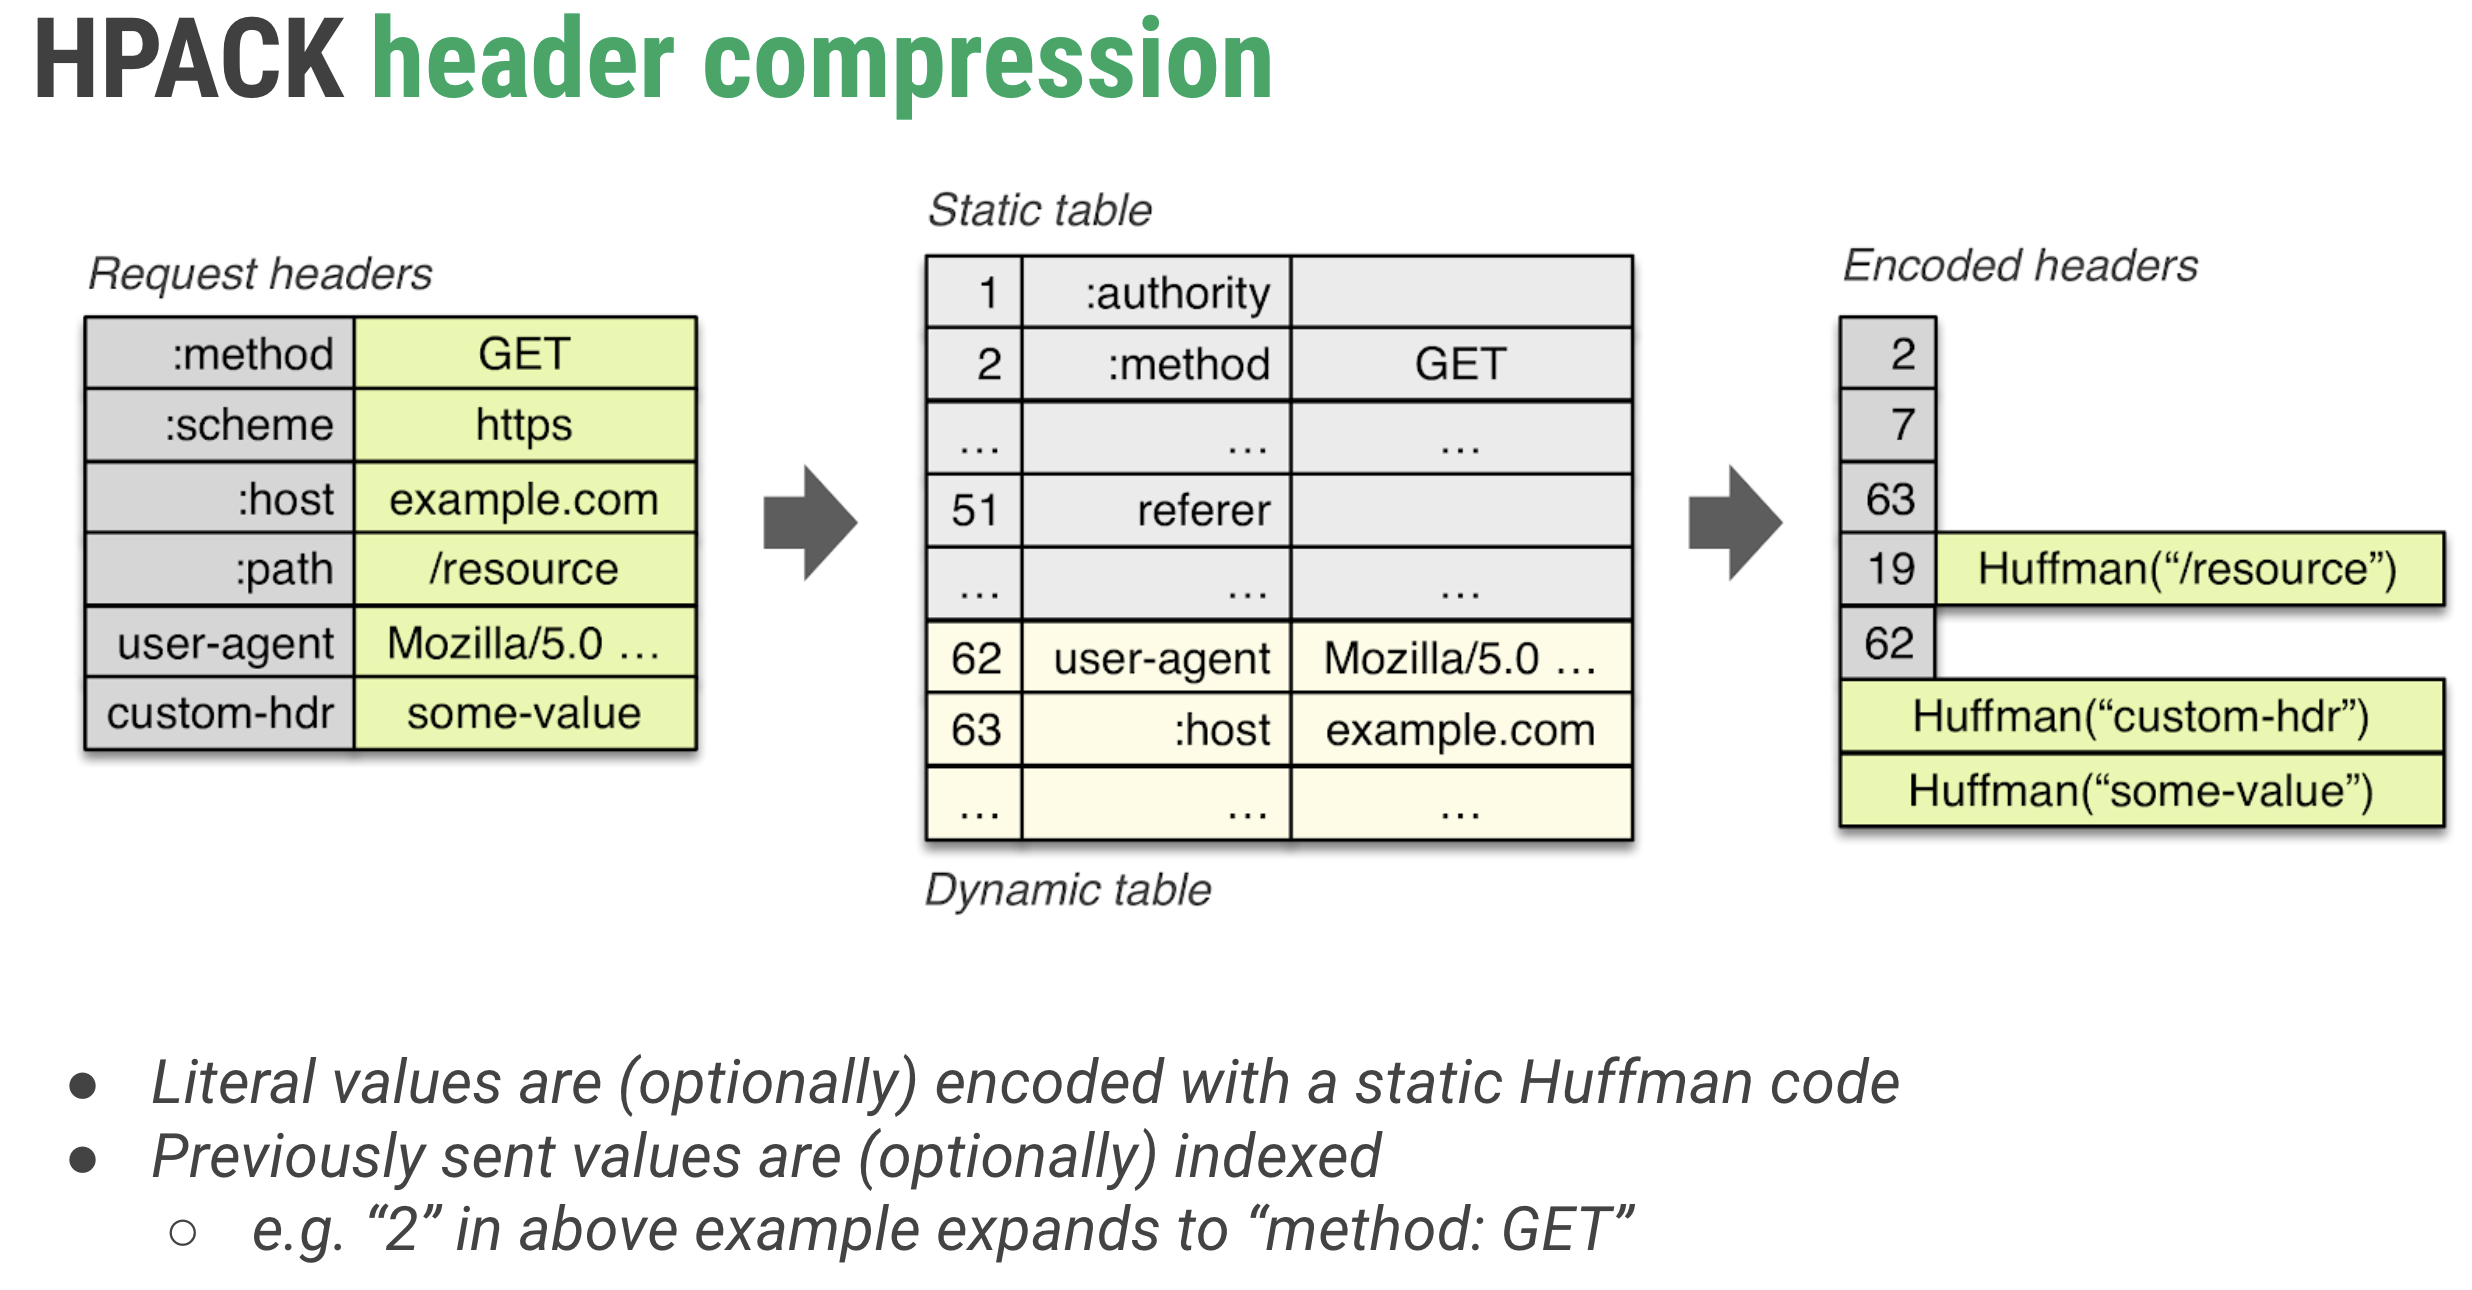 HPACK header compression
Request headers
:method GET
:scheme https
:host example.com
:path /resource
user-agent Mozilla/5.0 …
custom-hdr some-value
Static table
1 :authority
2 :method GET
… … …
51 referer
… … …
62 user-agent Mozilla/5.0 …
63 :host example.com
… … …
Dynamic table
Encoded headers
2
7
63
19 Huffman(“/resource”)
62
Huffman(“custom-hdr”)
Huffman(“some-value”)
● Literal values are (optionally) encoded with a static Huffman code
● Previously sent values are (optionally) indexed
○ e.g. “2” in above example expands to “method: GET”